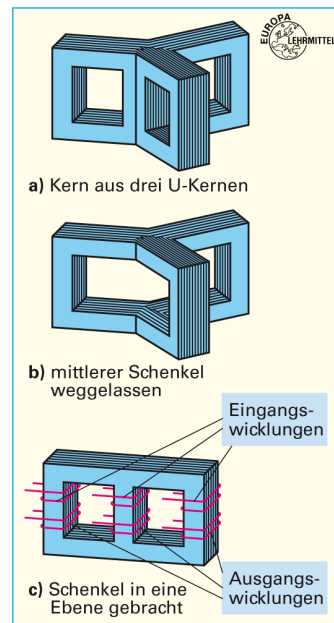 EUROPA
LEHRMITTEL
a) Kern aus drei U-Kernen
b) mittlerer Schenkel
weggelassen
Eingangs-
wicklungen
c) Schenkel in eine
Ebene gebracht
Ausgangs-
wicklungen